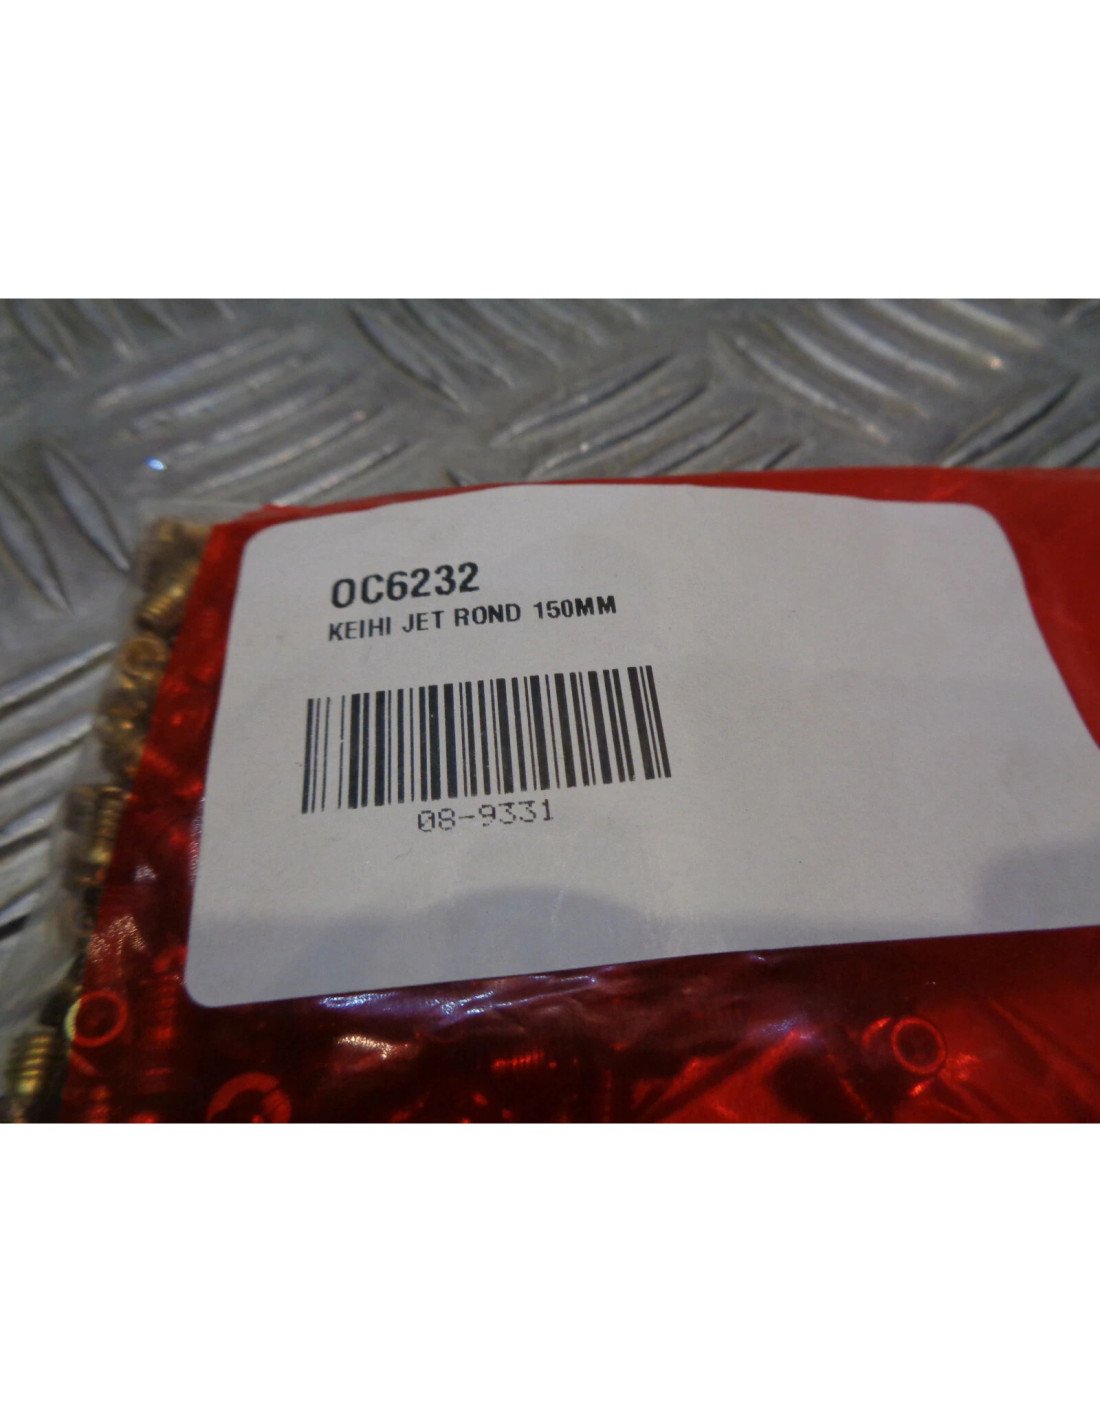 OC6232
KEIHI JET ROND 150MM
08-9331